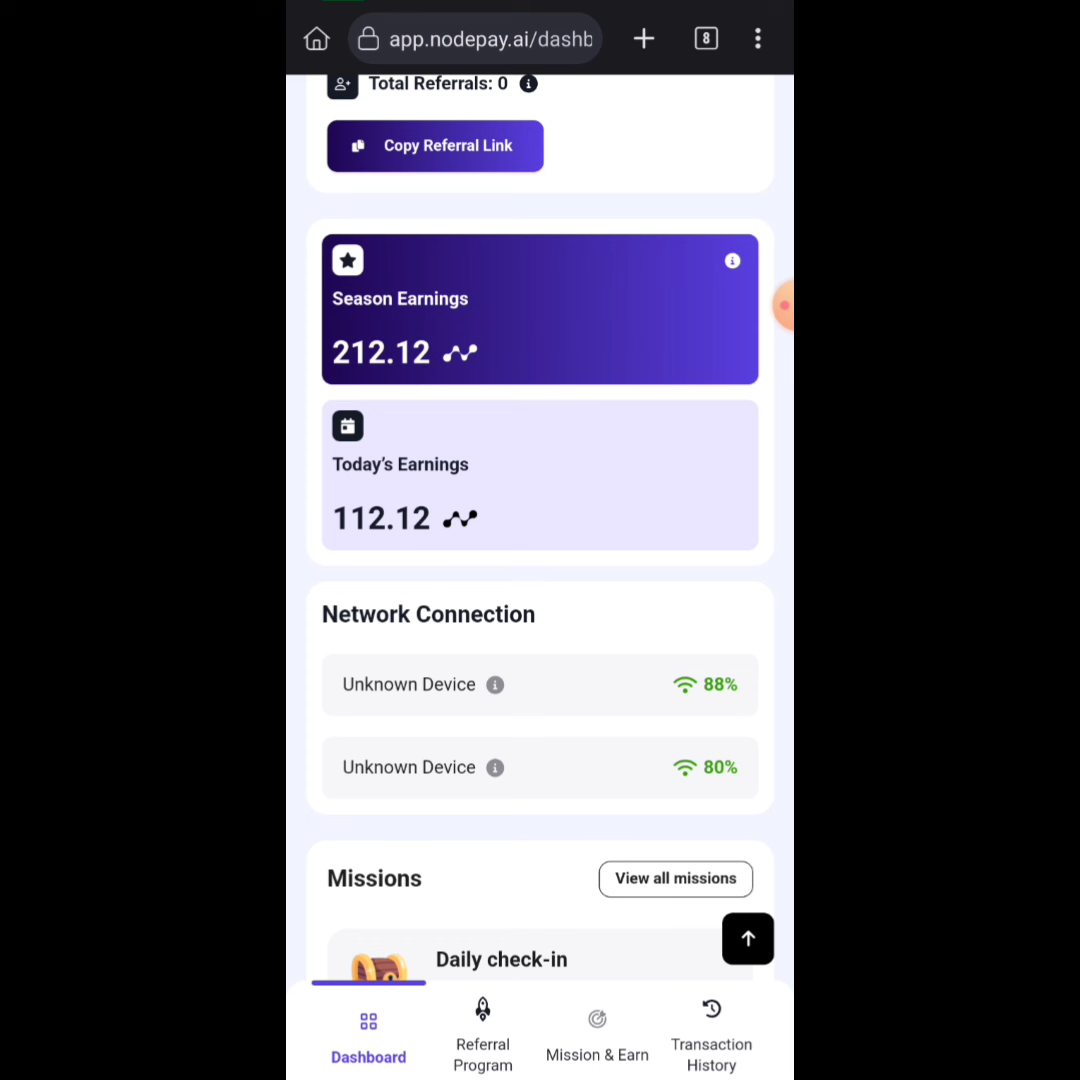 app.nodepay.ai/dashb
8
Total Referrals: 0
Copy Referral Link
Season Earnings
212.12
Today’s Earnings
112.12
Network Connection
Unknown Device
88%
Unknown Device
80%
Missions
View all missions
Daily check-in
Dashboard
Referral
Program
Mission & Earn
Transaction
History